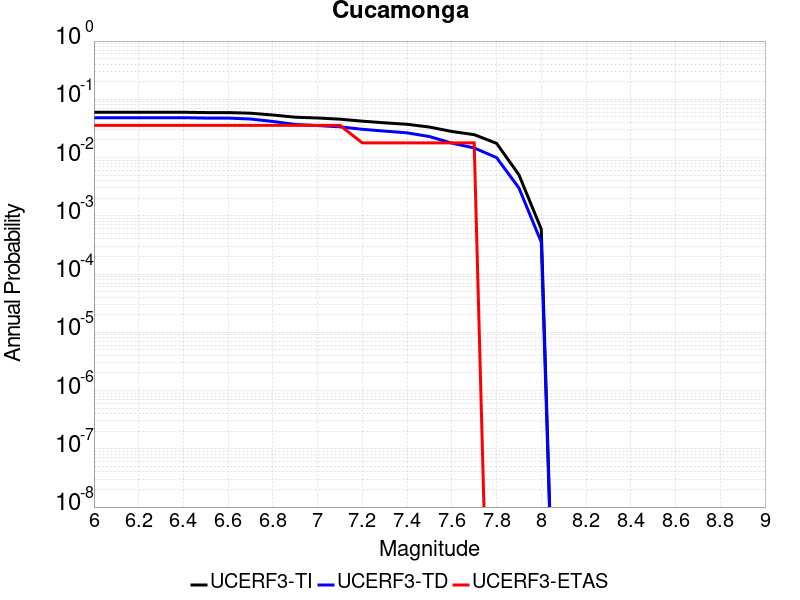 Cucamonga
10^0
10^-1
10^-2
10^-3
10^-4
10^-5
10^-6
10^-7
10^-8
Annual Probability
6 6.2 6.4 6.6 6.8 7 7.2 7.4 7.6 7.8 8 8.2 8.4 8.6 8.8 9
Magnitude
UCERF3-TI UCERF3-TD UCERF3-ETAS